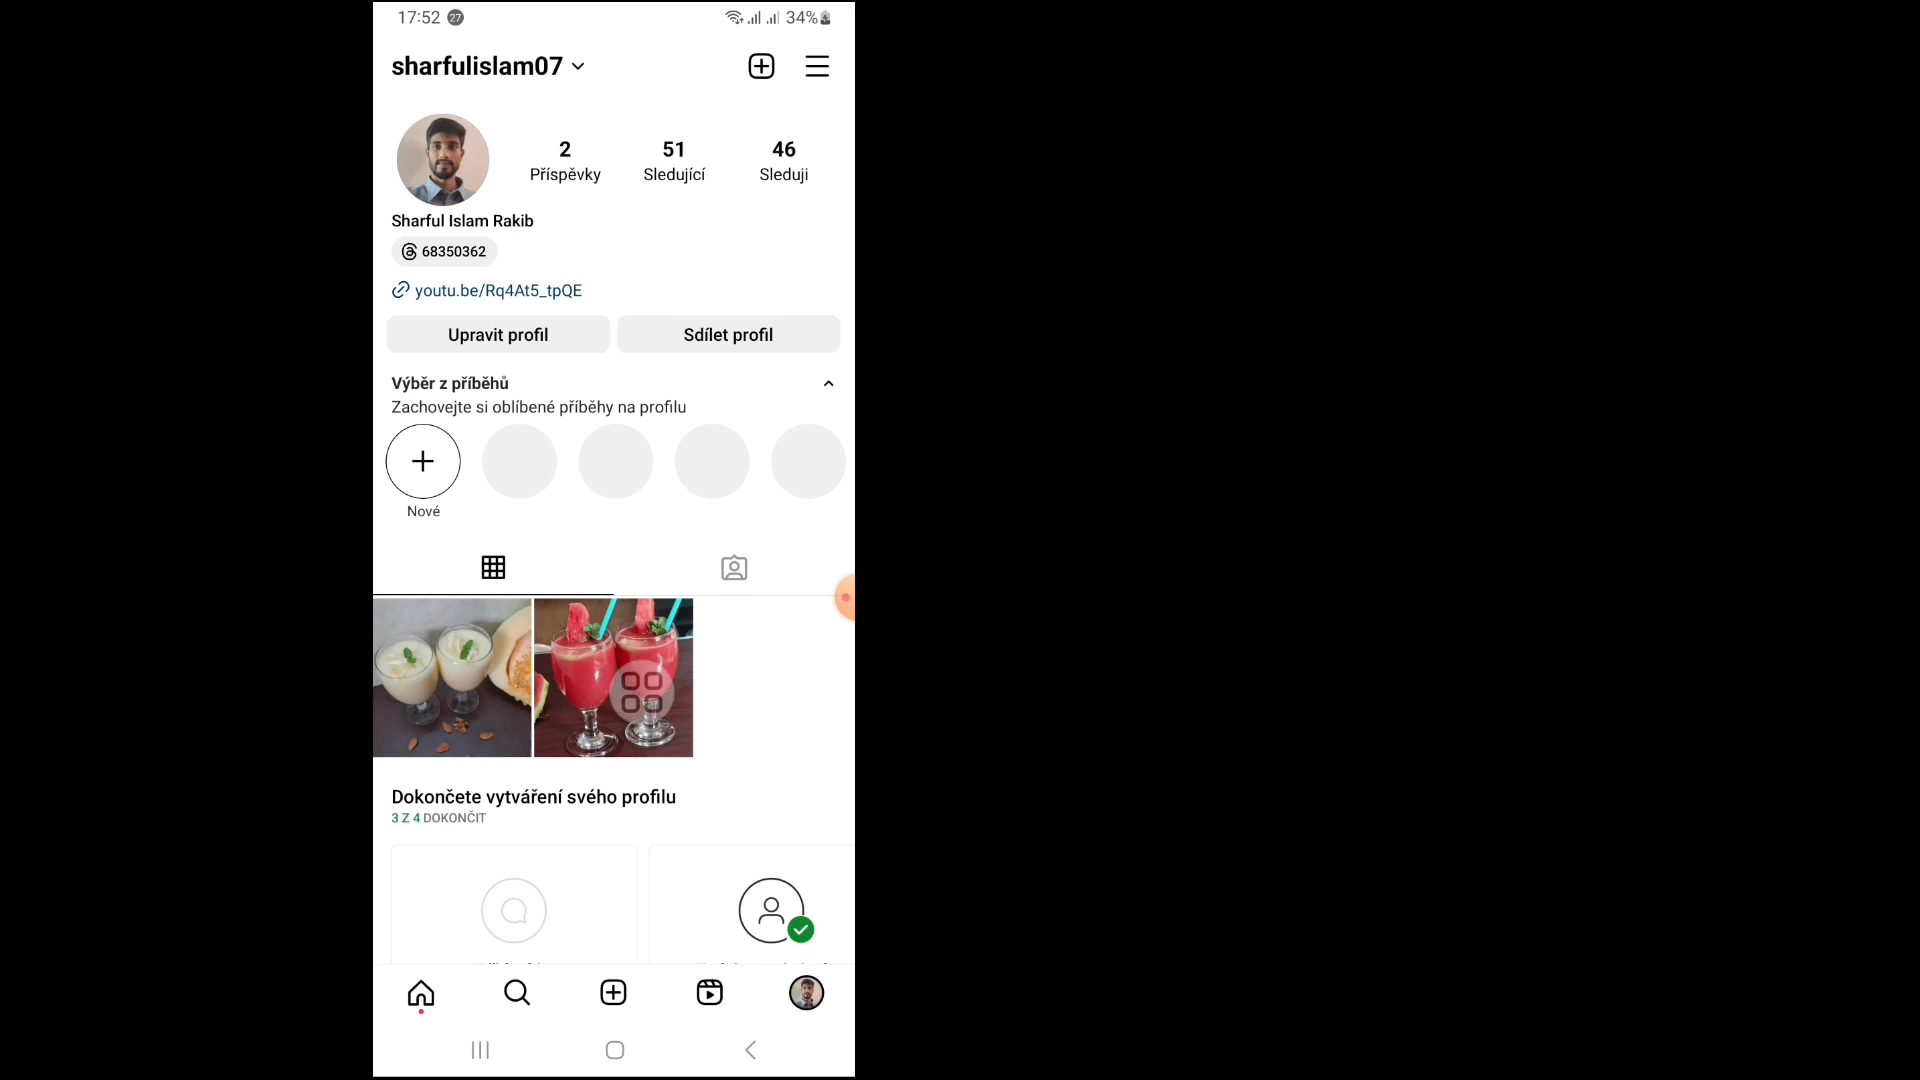 17:52 27 34%
sharfulislam07
2 51 46
Příspěvky Sledující Sleduji
Sharful Islam Rakib
68350362
youtu.be/Rq4At5_tpQE
Upravit profil Sdílet profil
Výběr z příběhů
Zachovejte si oblíbené příběhy na profilu
Nové
Dokončete vytváření svého profilu
3 Z 4 DOKONČIT